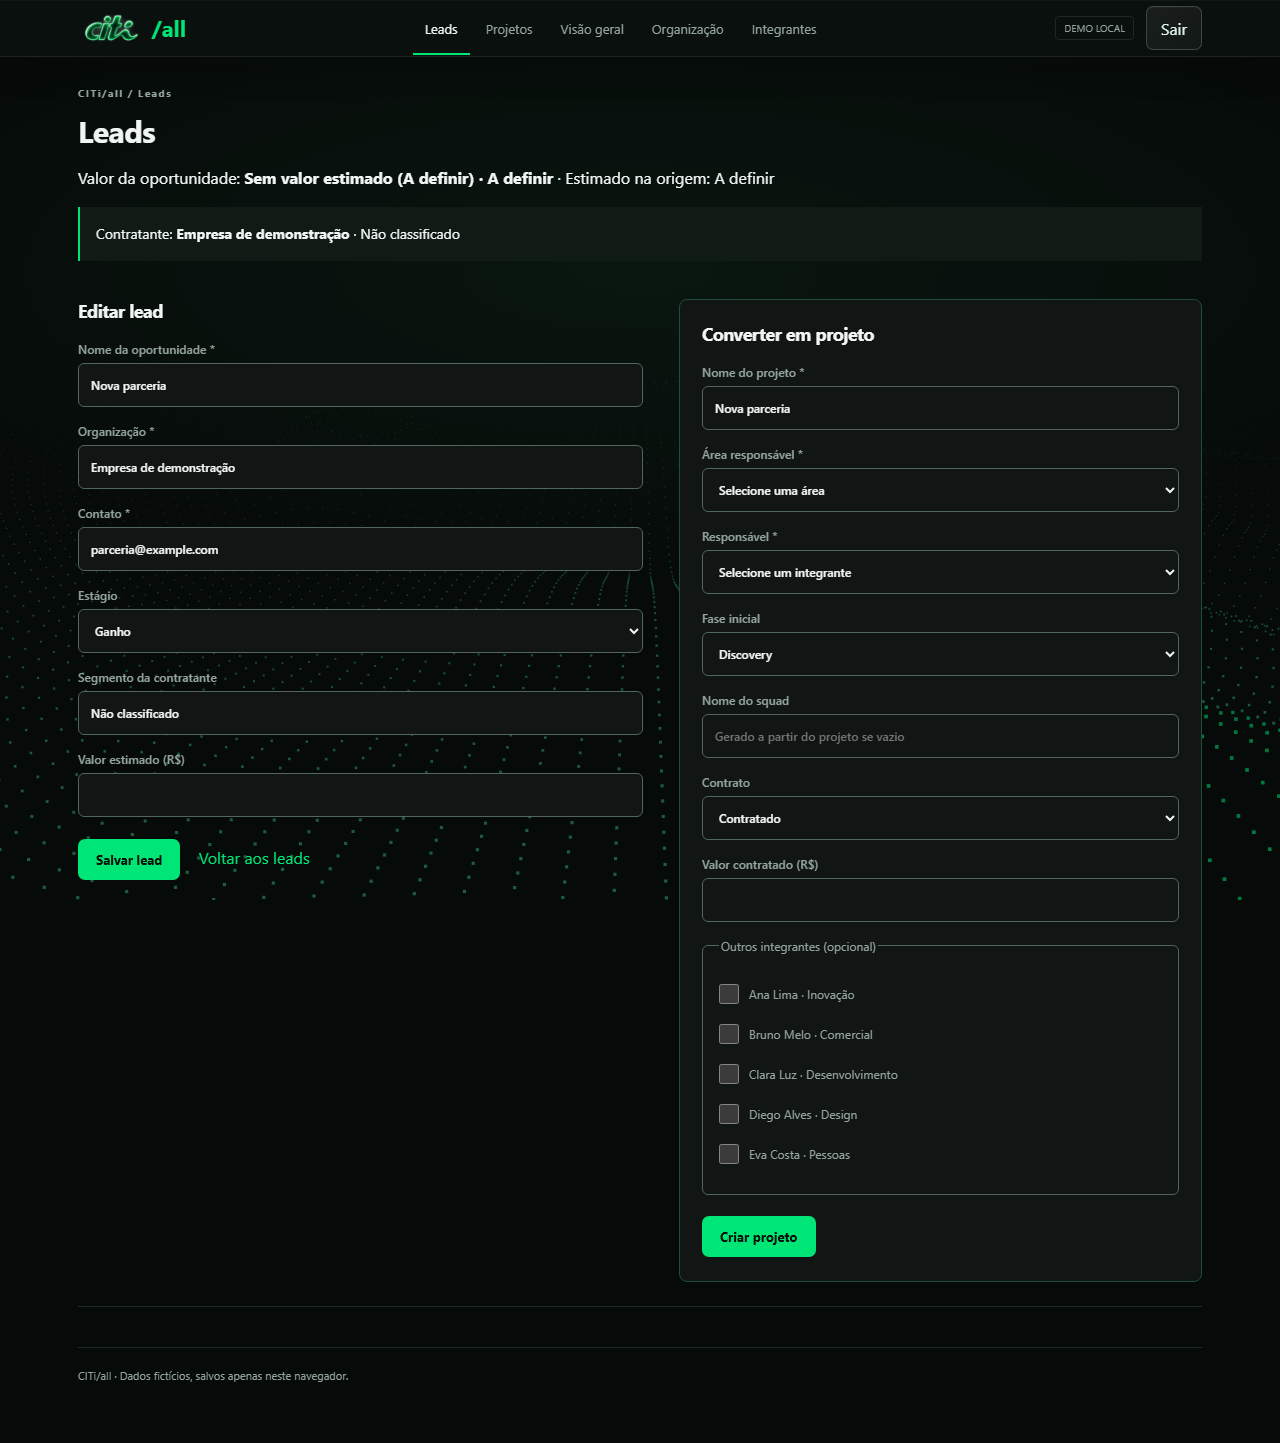 citi /all
Leads
Projetos
Visão geral
Organização
Integrantes
DEMO LOCAL
Sair
CITi/all / Leads
Leads
Valor da oportunidade: Sem valor estimado (A definir) · A definir · Estimado na origem: A definir
Contratante: Empresa de demonstração · Não classificado
Editar lead
Nome da oportunidade *
Nova parceria
Organização *
Empresa de demonstração
Contato *
parceria@example.com
Estágio
Ganho
Segmento da contratante
Não classificado
Valor estimado (R$)
Salvar lead
Voltar aos leads
Converter em projeto
Nome do projeto *
Nova parceria
Área responsável *
Selecione uma área
Responsável *
Selecione um integrante
Fase inicial
Discovery
Nome do squad
Gerado a partir do projeto se vazio
Contrato
Contratado
Valor contratado (R$)
Outros integrantes (opcional)
Ana Lima · Inovação
Bruno Melo · Comercial
Clara Luz · Desenvolvimento
Diego Alves · Design
Eva Costa · Pessoas
Criar projeto
CITi/all · Dados fictícios, salvos apenas neste navegador.